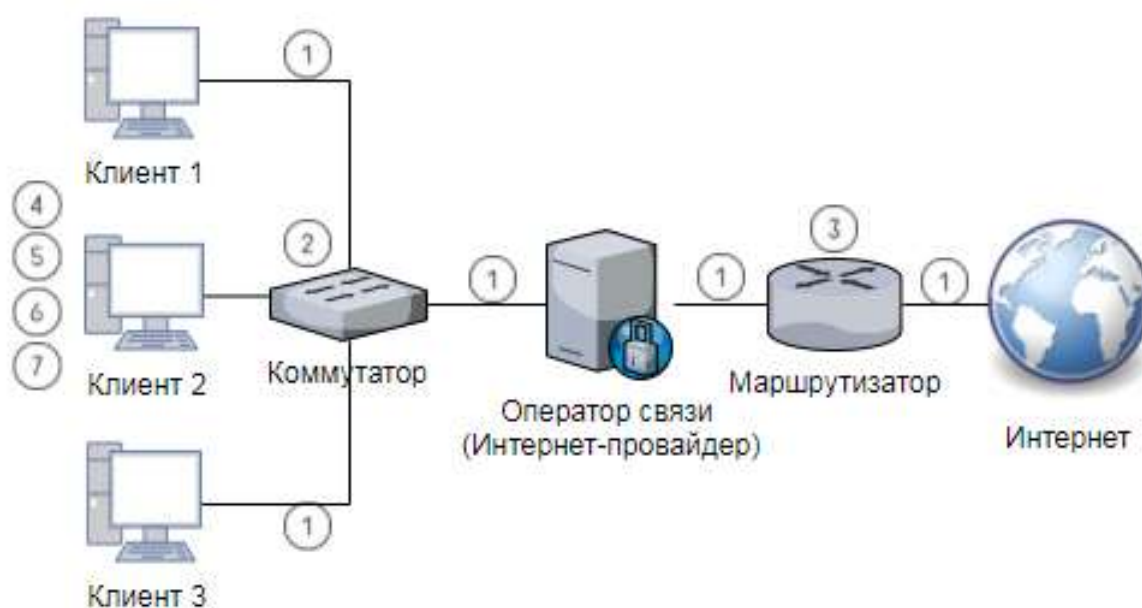 1
Клиент 1
4
5
6
7
2
3
1
1
1
Клиент 2
Коммутатор
Оператор связи
(Интернет-провайдер)
Маршрутизатор
Интернет
1
Клиент 3